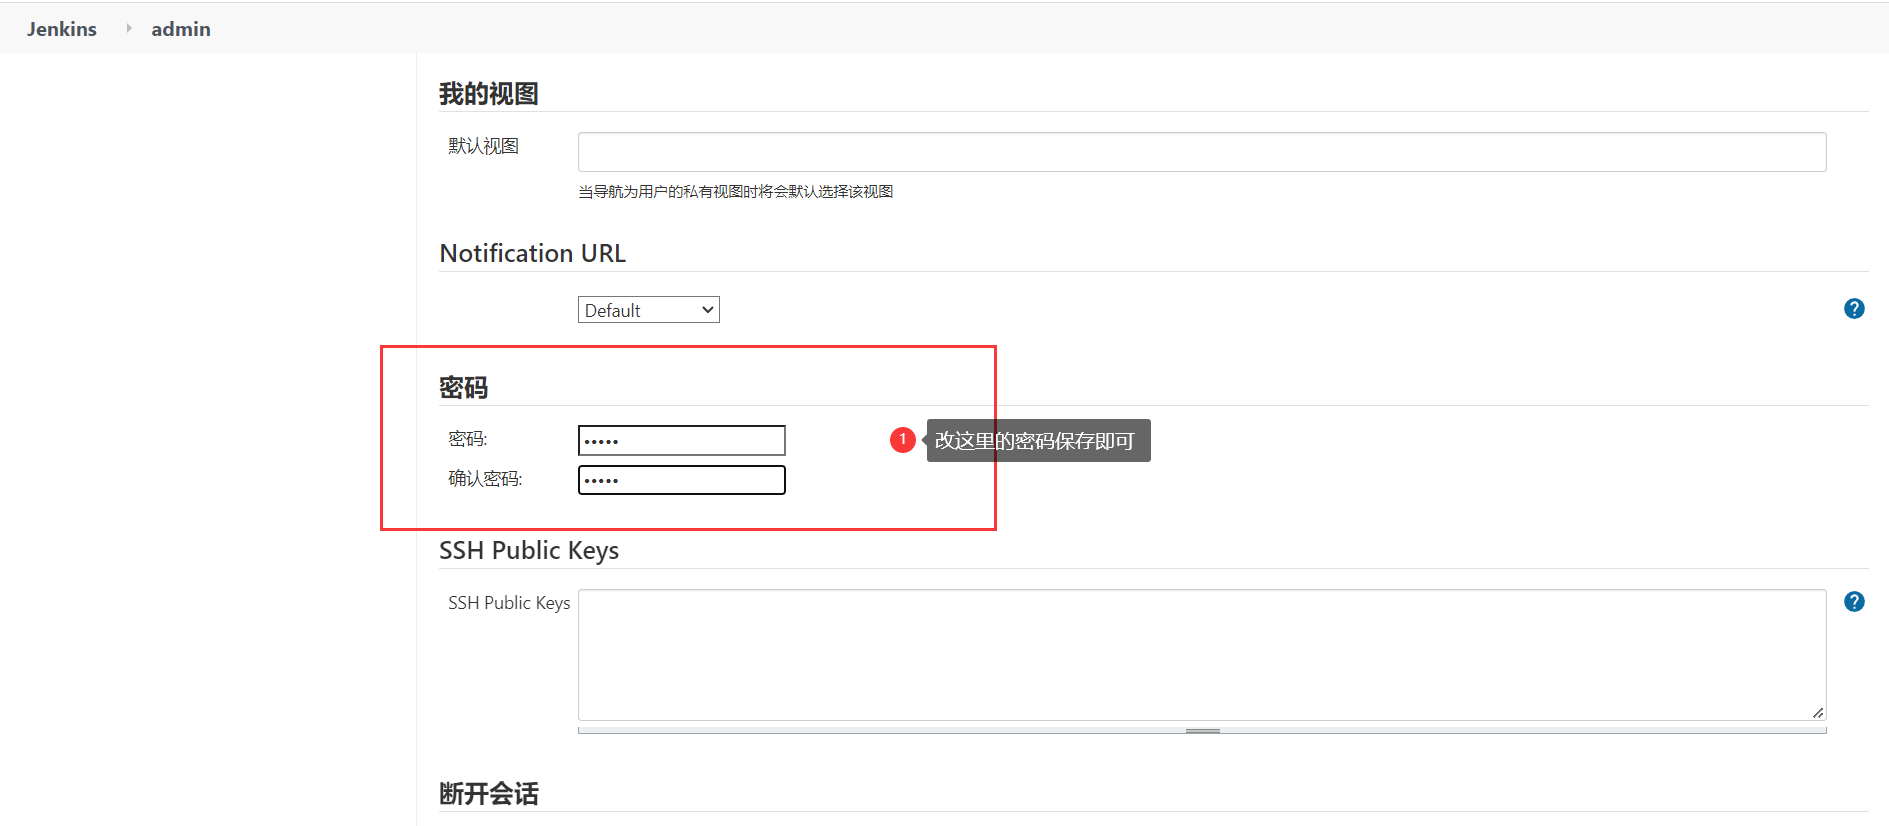 Jenkins admin
我的视图
默认视图
当导航为用户的私有视图时将会默认选择该视图
Notification URL
Default
?
密码
密码: •••••
1 改这里的密码保存即可
确认密码: •••••
SSH Public Keys
SSH Public Keys
?
断开会话